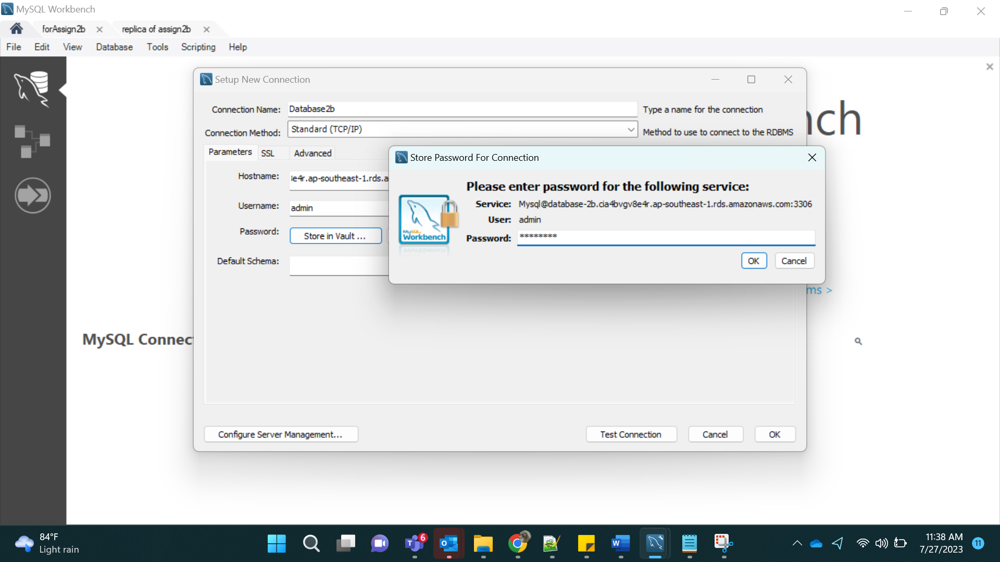 MySQL Workbench
forAssign2b
replica of assign2b
File Edit View Database Tools Scripting Help
Setup New Connection
Connection Name: Database2b Type a name for the connection
Connection Method: Standard (TCP/IP) Method to use to connect to the RDBMS
nch
Parameters SSL Advanced
Store Password For Connection
Hostname: 8e4r.ap-southeast-1.rds.a
Username: admin
Password: Store in Vault ...
Default Schema:
Please enter password for the following service:
Service: Mysql@database-2b.cia4bvgv8e4r.ap-southeast-1.rds.amazonaws.com:3306
User: admin
Password: ********
OK Cancel
MySQL
Workbench
ms >
MySQL Connect
Configure Server Management... Test Connection Cancel OK
84°F
Light rain
6
11:38 AM
7/27/2023
11